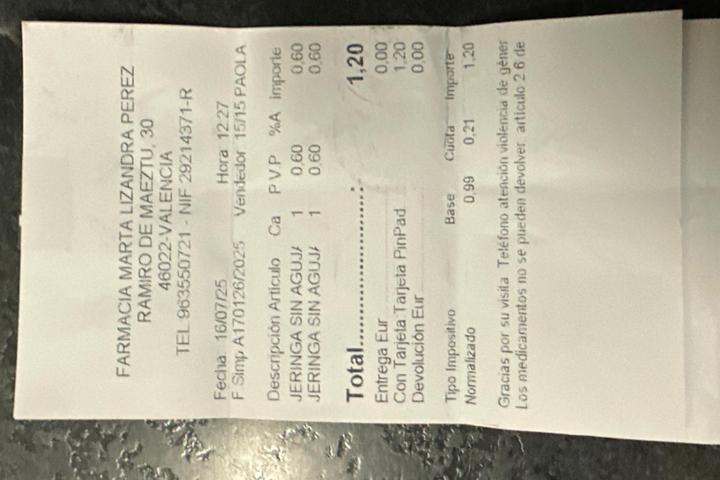 FARMACIA MARTA LIZANDRA PEREZ
RAMIRO DE MAEZTU, 30
46022-VALENCIA
TEL 963550721 - NIF 29214371-R
Fecha 16/07/25 Hora 12:27
F Simp A170126/2025 Vendedor 15/15 PAOLA
Descripción Articulo Ca P V.P %A Importe
JERINGA SIN AGUJA 1 0,60 0,60
JERINGA SIN AGUJA 1 0,60 0,60
Total..............................: 1,20
Entrega Eur 0,00
Con Tarjeta Tarjeta PinPad 1,20
Devolución Eur 0,00
Tipo Impositivo Base Cuota Importe
Normalizado 0,99 0,21 1,20
Gracias por su visita Teléfono atención violencia de géner
Los medicamentos no se pueden devolver artículo 2 6 de